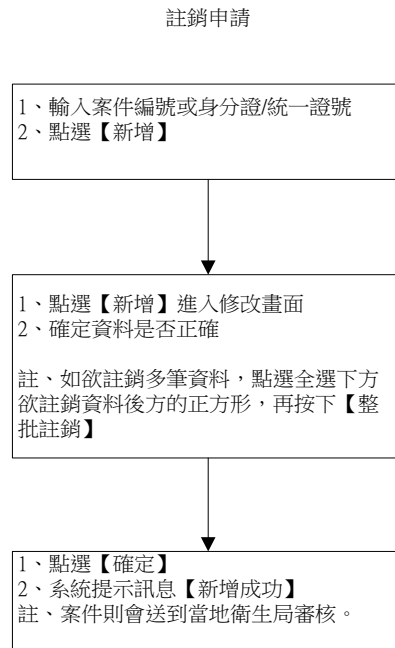 註銷申請
1、輸入案件編號或身分證/統一證號
2、點選【新增】
1、點選【新增】進入修改畫面
2、確定資料是否正確
註、如欲註銷多筆資料，點選全選下方
欲註銷資料後方的正方形，再按下【整
批註銷】
1、點選【確定】
2、系統提示訊息【新增成功】
註、案件則會送到當地衛生局審核。